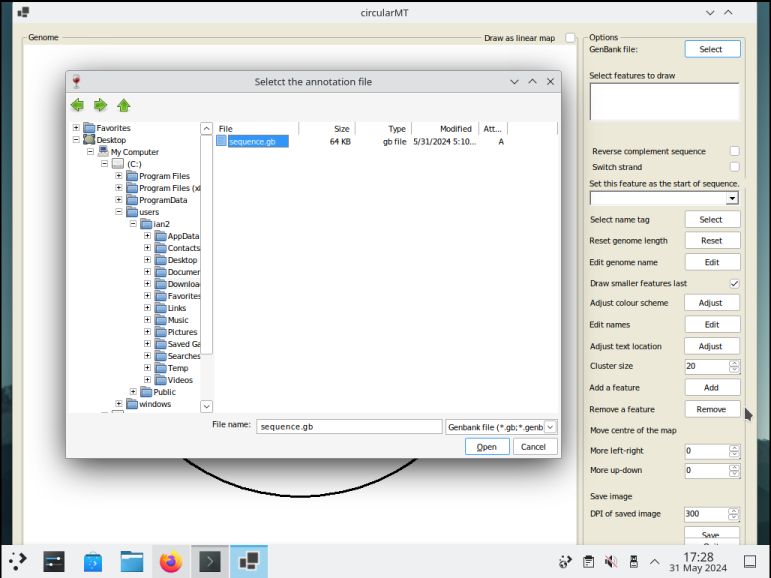 circularMT
Genome
Draw as linear map
Options
GenBank file:
Select
Select features to draw
Reverse complement sequence
Switch strand
Set this feature as the start of sequence.
Select name tag
Select
Reset genome length
Reset
Edit genome name
Edit
Draw smaller features last
Adjust colour scheme
Adjust
Edit names
Edit
Adjust text location
Adjust
Cluster size
20
Add a feature
Add
Remove a feature
Remove
Move centre of the map
More left-right
0
More up-down
0
Save image
DPI of saved image
300
Save
Seletct the annotation file
Favorites
Desktop
My Computer
(C:)
Program Files
Program Files (x
ProgramData
users
ian2
AppData
Contacts
Desktop
Documer
Downloa
Favorites
Links
Music
Pictures
Saved Ga
Searches
Temp
Videos
Public
windows
File
Size
Type
Modified
Att...
sequence.gb
64 KB
gb file
5/31/2024 5:10...
A
File name:
sequence.gb
Genbank file (*.gb;*.genb
Open
Cancel
17:28
31 May 2024